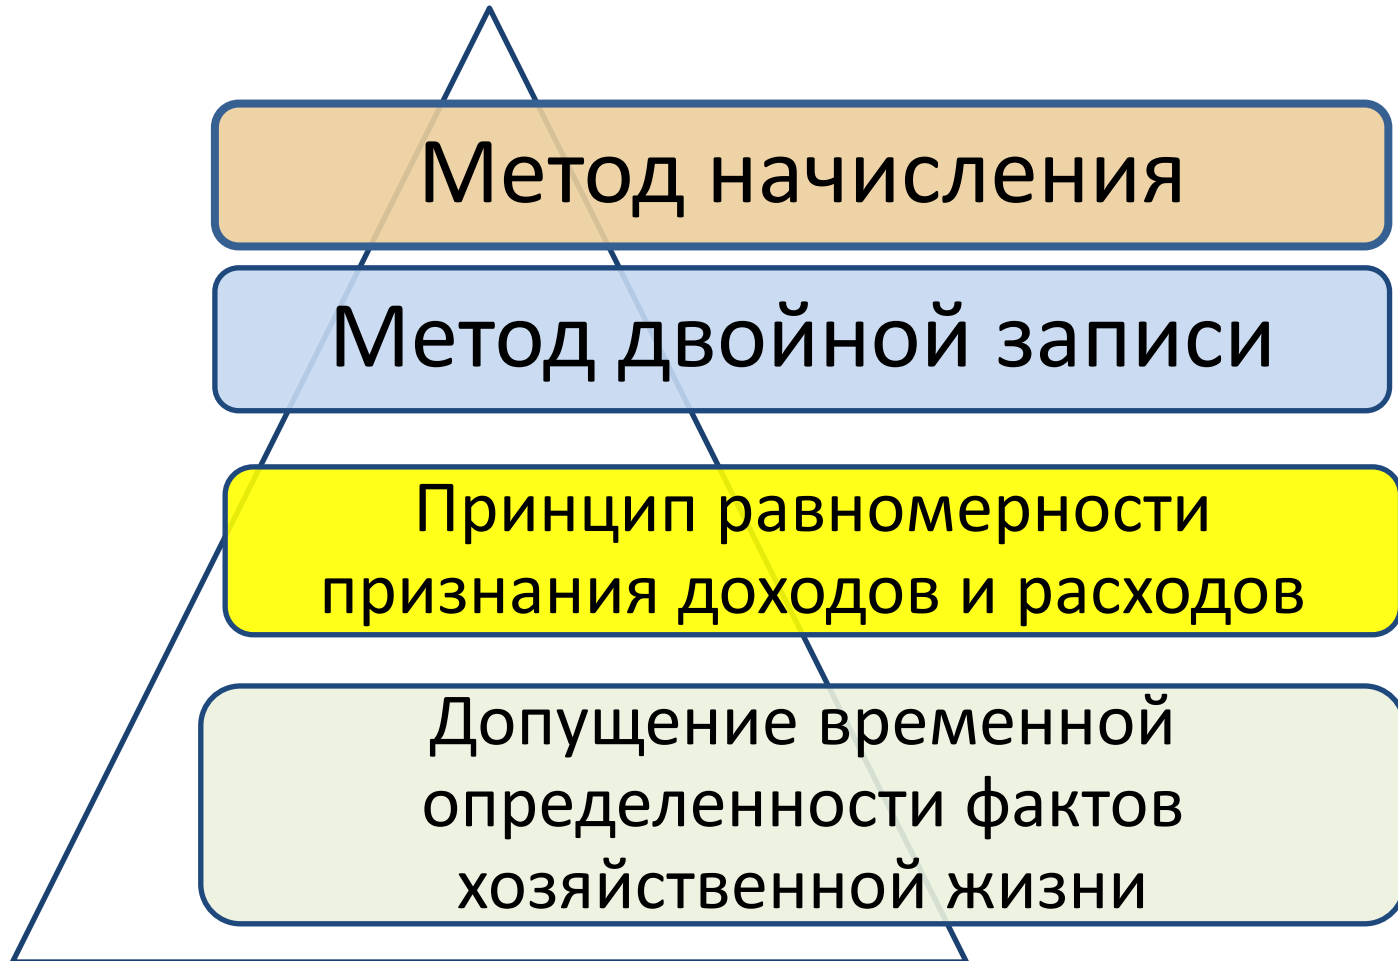 Метод начисления
Метод двойной записи
Принцип равномерности
признания доходов и расходов
Допущение временной
определенности фактов
хозяйственной жизни